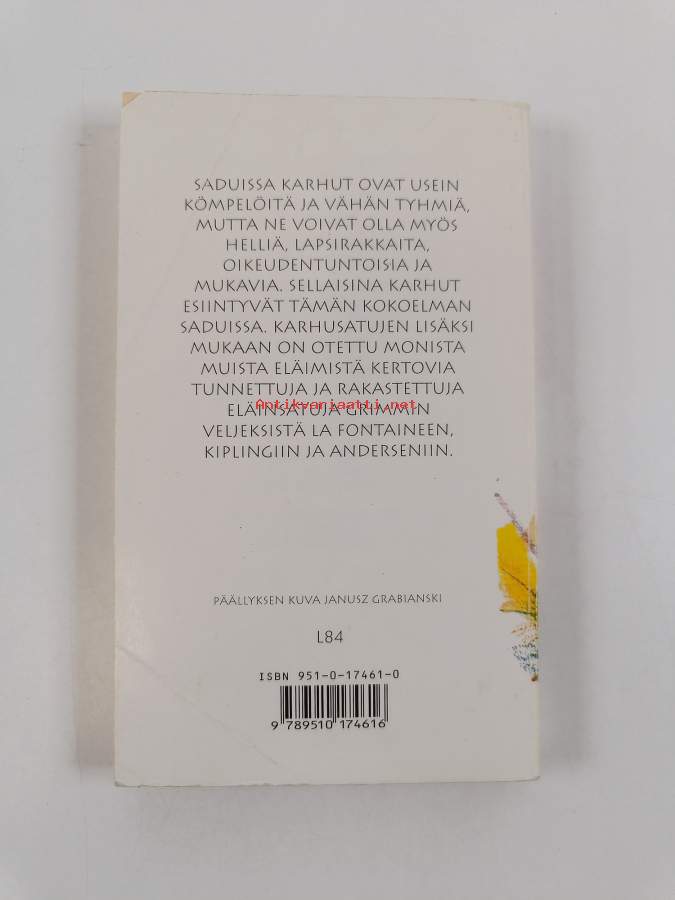 SADUISSA KARHUT OVAT USEIN
KÖMPELÖITÄ JA VÄHÄN TYHMIÄ,
MUTTA NE VOIVAT OLLA MYÖS
HELLIÄ, LAPSIRAKKAITA,
OIKEUDENTUNTOISIA JA
MUKAVIA. SELLAISINA KARHUT
ESIINTYVÄT TÄMÄN KOKOELMAN
SADUISSA. KARHUSATUJEN LISÄKSI
MUKAAN ON OTETTU MONISTA
MUISTA ELÄIMISTÄ KERTOVIA
TUNNETTUJA JA RAKASTETTUJA
Antikvariaatti.net
ELÄINSATUJA GRIMMIN
VELJEKSISTÄ LA FONTAINEEN,
KIPLINGIIN JA ANDERSENIIN.
PÄÄLLYKSEN KUVA JANUSZ GRABIANSKI
L84
ISBN 951-0-17461-0
9 789510 174616